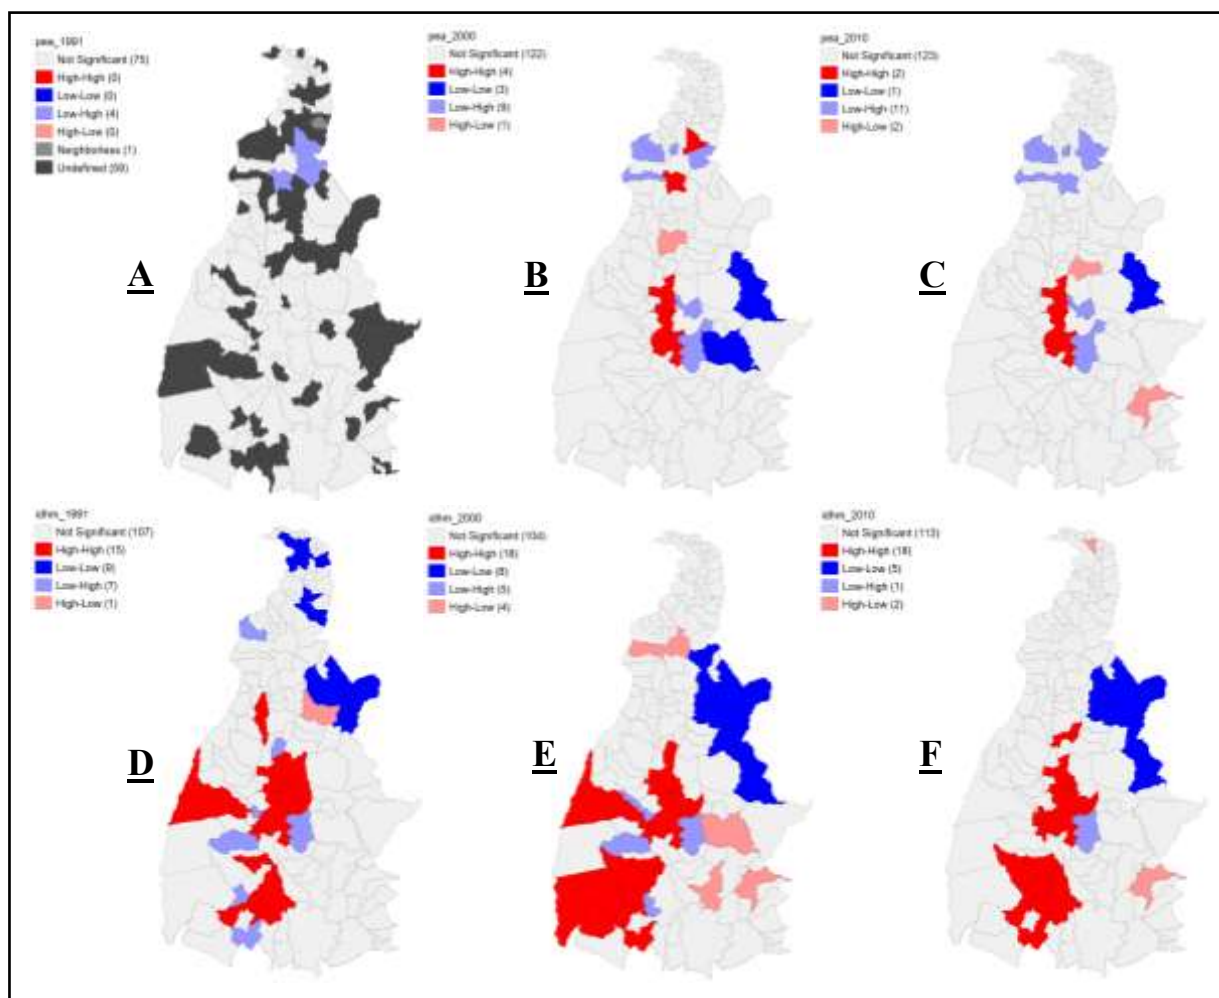 pea_1991
Not Significant (75)
High-High (0)
Low-Low (0)
Low-High (4)
High-Low (0)
Neighborless (1)
Undefined (59)
A
pea_2000
Not Significant (122)
High-High (4)
Low-Low (3)
Low-High (9)
High-Low (1)
B
pea_2010
Not Significant (123)
High-High (2)
Low-Low (1)
Low-High (11)
High-Low (2)
C
idhm_1991
Not Significant (107)
High-High (15)
Low-Low (9)
Low-High (7)
High-Low (1)
D
idhm_2000
Not Significant (104)
High-High (18)
Low-Low (8)
Low-High (5)
High-Low (4)
E
idhm_2010
Not Significant (113)
High-High (18)
Low-Low (5)
Low-High (1)
High-Low (2)
F